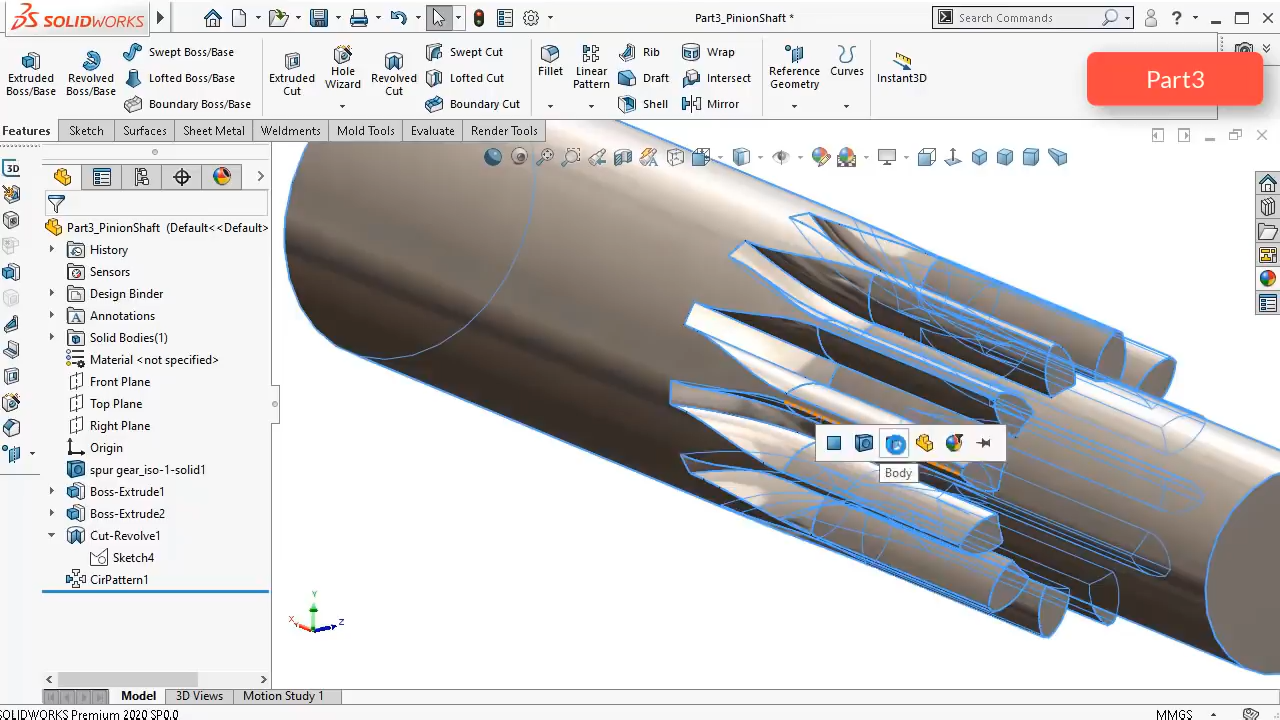 SOLIDWORKS
Part3_PinionShaft *
Search Commands
Extruded Boss/Base
Revolved Boss/Base
Swept Boss/Base
Lofted Boss/Base
Boundary Boss/Base
Extruded Cut
Hole Wizard
Revolved Cut
Swept Cut
Lofted Cut
Boundary Cut
Fillet
Linear Pattern
Rib
Draft
Shell
Wrap
Intersect
Mirror
Reference Geometry
Curves
Instant3D
Part3
Features
Sketch
Surfaces
Sheet Metal
Weldments
Mold Tools
Evaluate
Render Tools
3D
Part3_PinionShaft (Default<<Default>
History
Sensors
Design Binder
Annotations
Solid Bodies(1)
Material <not specified>
Front Plane
Top Plane
Right Plane
Origin
spur gear_iso-1-solid1
Boss-Extrude1
Boss-Extrude2
Cut-Revolve1
Sketch4
CirPattern1
Body
Y
X
Z
Model
3D Views
Motion Study 1
SOLIDWORKS Premium 2020 SP0.0
MMGS